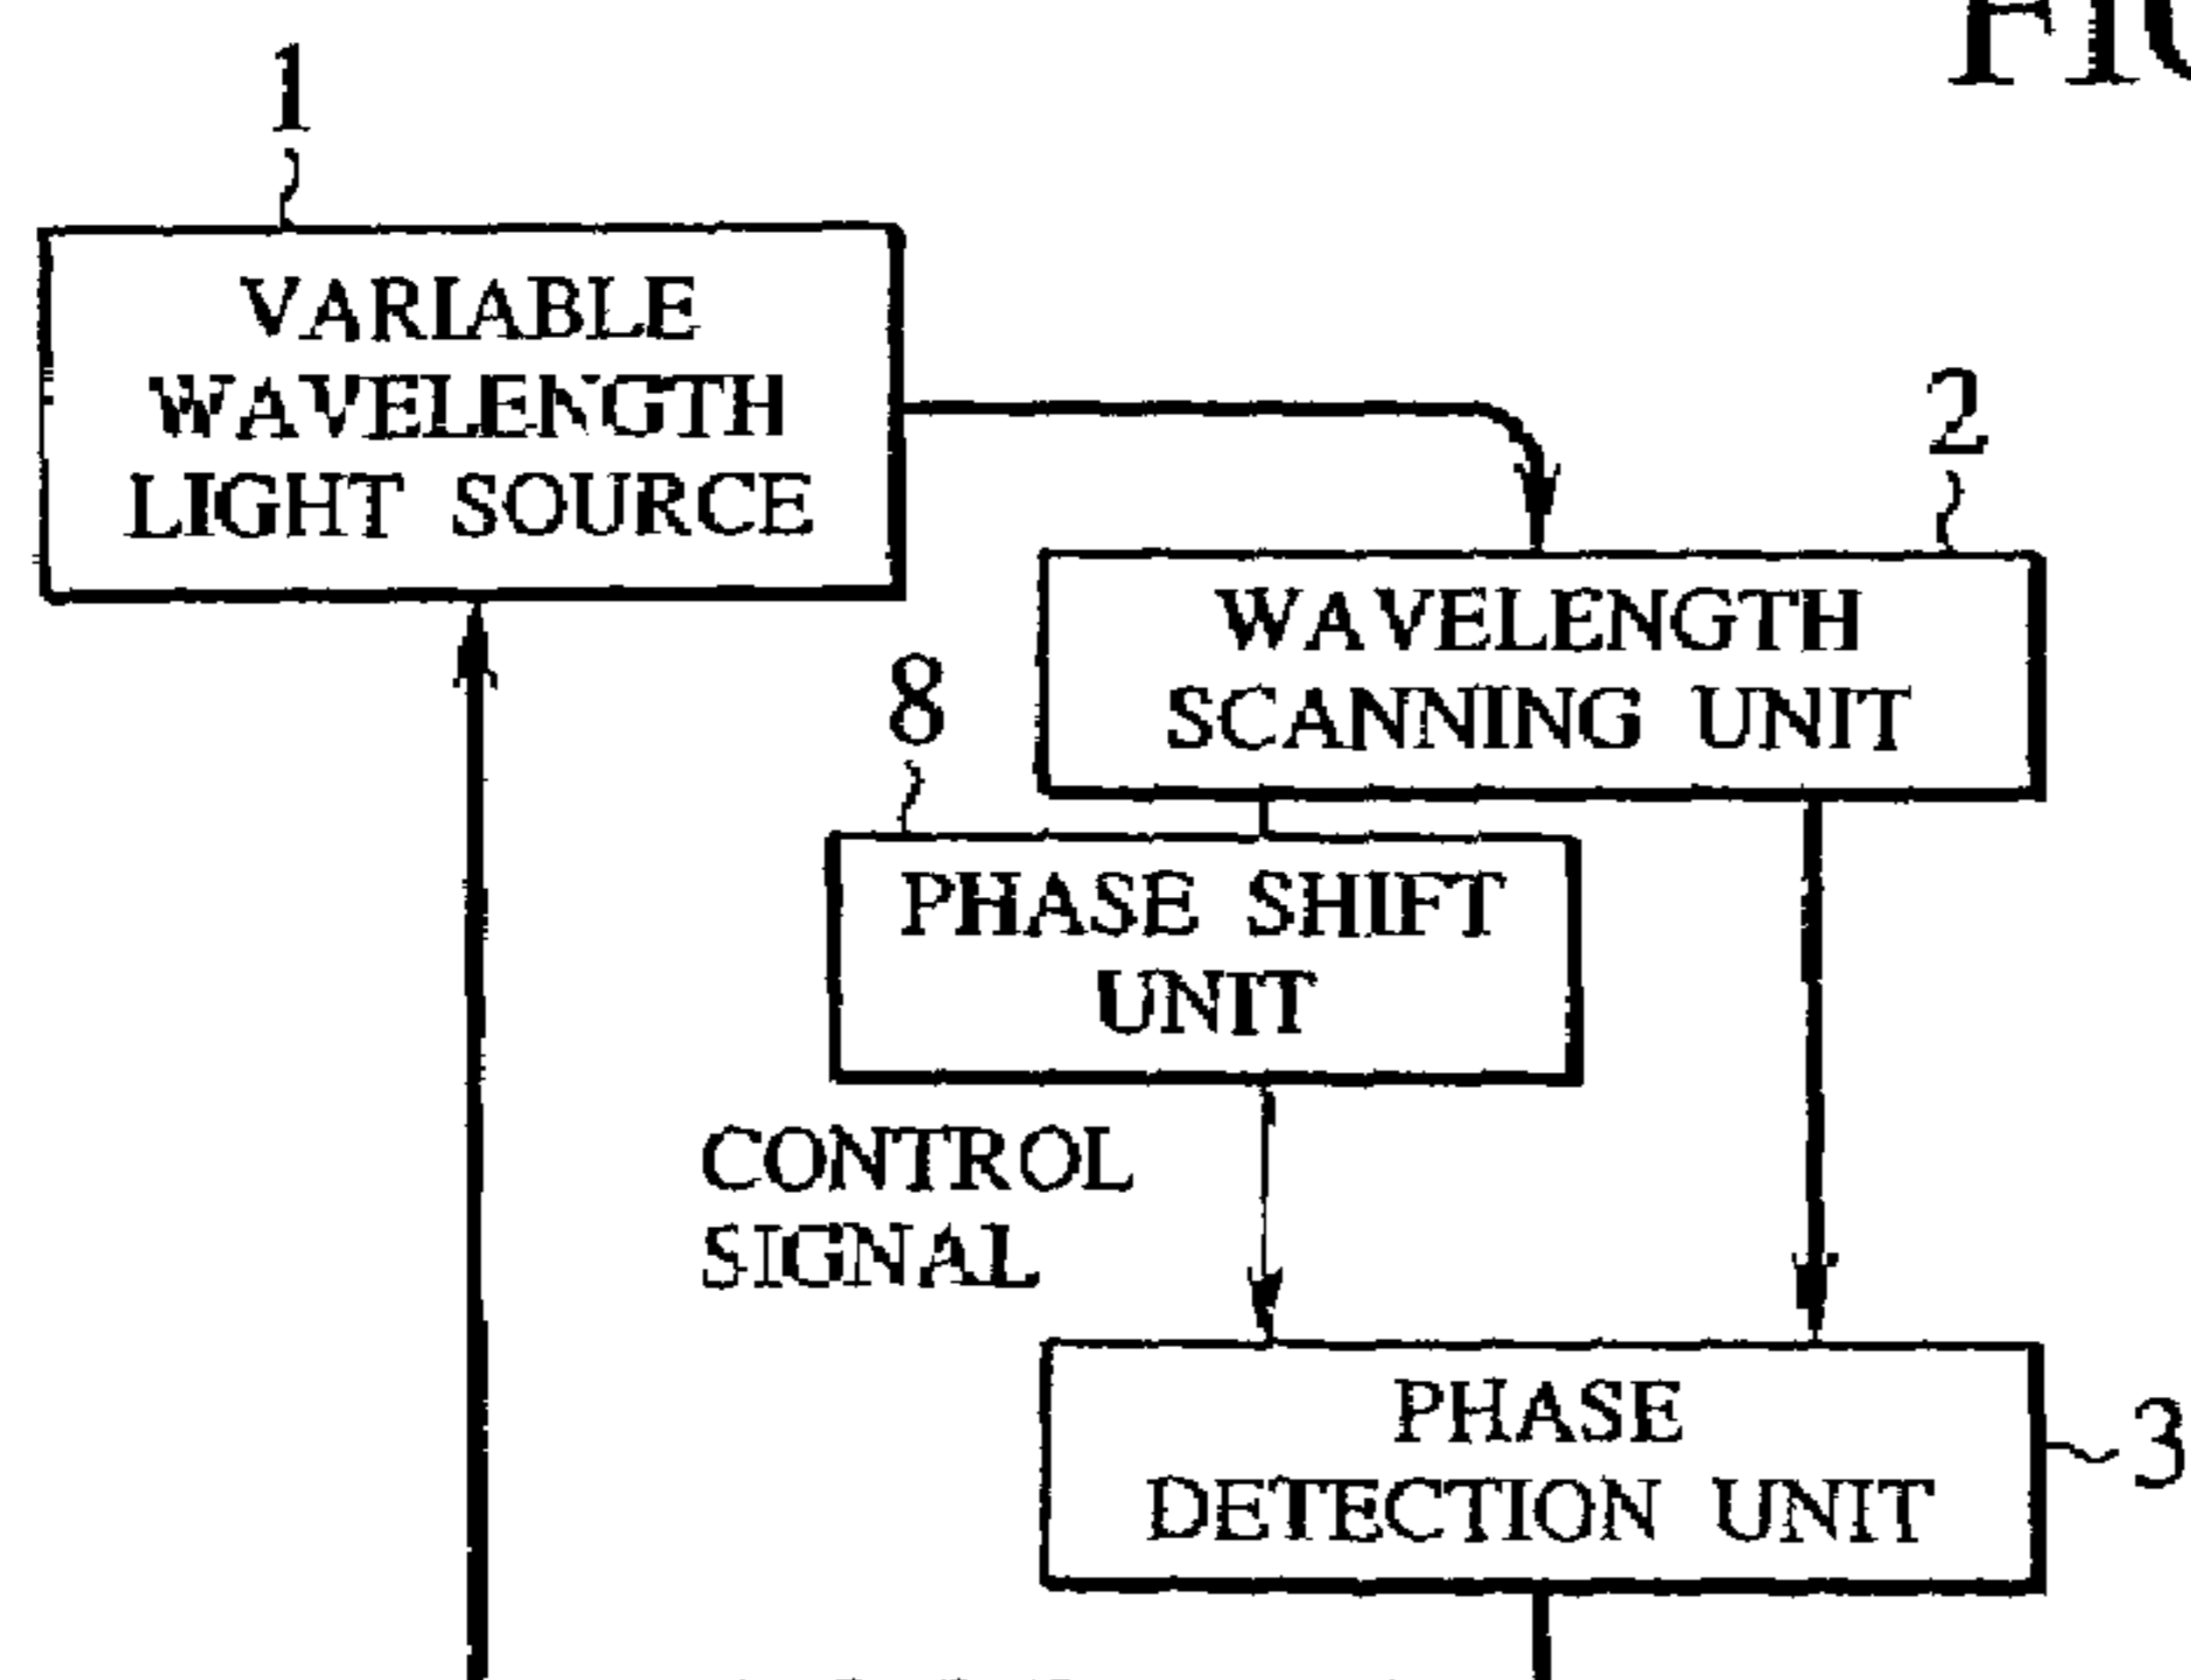 1
VARIABLE
WAVELENGTH
LIGHT SOURCE
2
WAVELENGTH
SCANNING UNIT
8
PHASE SHIFT
UNIT
CONTROL
SIGNAL
PHASE
DETECTION UNIT
3